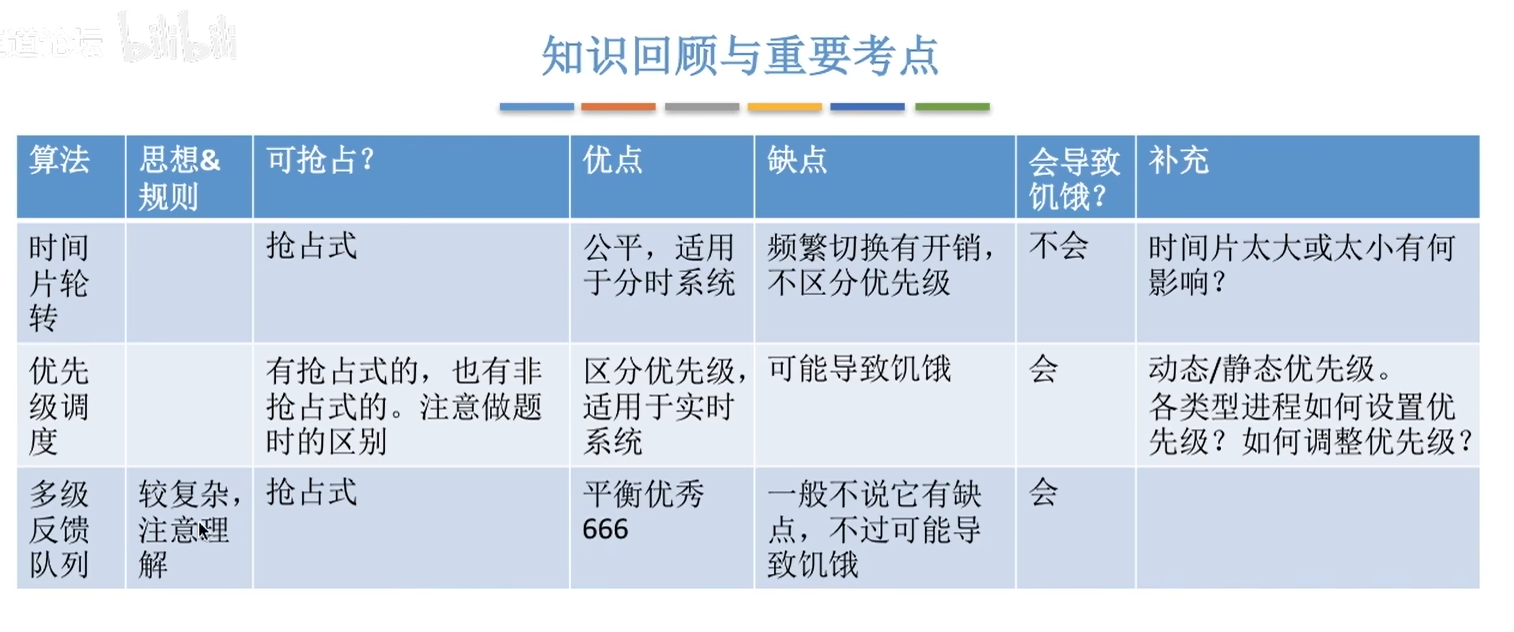 道论坛 bilibili
知识回顾与重要考点
算法
思想&
规则
可抢占？
优点
缺点
会导致
饥饿？
补充
时间
片轮
转
抢占式
公平，适用
于分时系统
频繁切换有开销，
不区分优先级
不会
时间片太大或太小有何
影响？
优先
级调
度
有抢占式的，也有非
抢占式的。注意做题
时的区别
区分优先级，
适用于实时
系统
可能导致饥饿
会
动态/静态优先级。
各类型进程如何设置优
先级？如何调整优先级？
多级
反馈
队列
较复杂，
注意理
解
抢占式
平衡优秀
666
一般不说它有缺
点，不过可能导
致饥饿
会